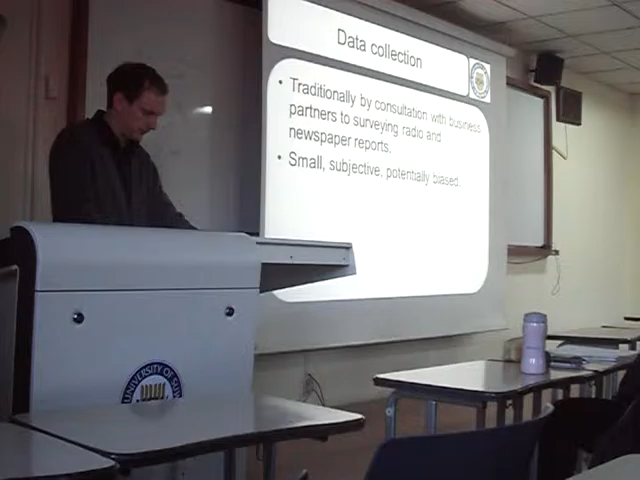 Data collection
• Traditionally by consultation with business
partners to surveying radio and
newspaper reports.
• Small, subjective, potentially biased.
UNIVERSITY OF